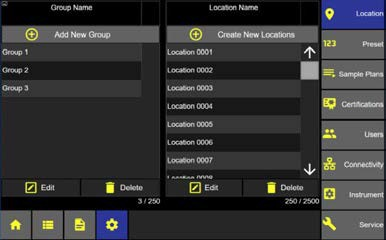 Group Name
Add New Group
Group 1
Group 2
Group 3
Edit
Delete
3 / 250
Location Name
Create New Locations
Location 0001
Location 0002
Location 0003
Location 0004
Location 0005
Location 0006
Location 0007
Location 0008
Edit
Delete
250 / 2500
Location
123 Preset
Sample Plans
Certifications
Users
Connectivity
Instrument
Service